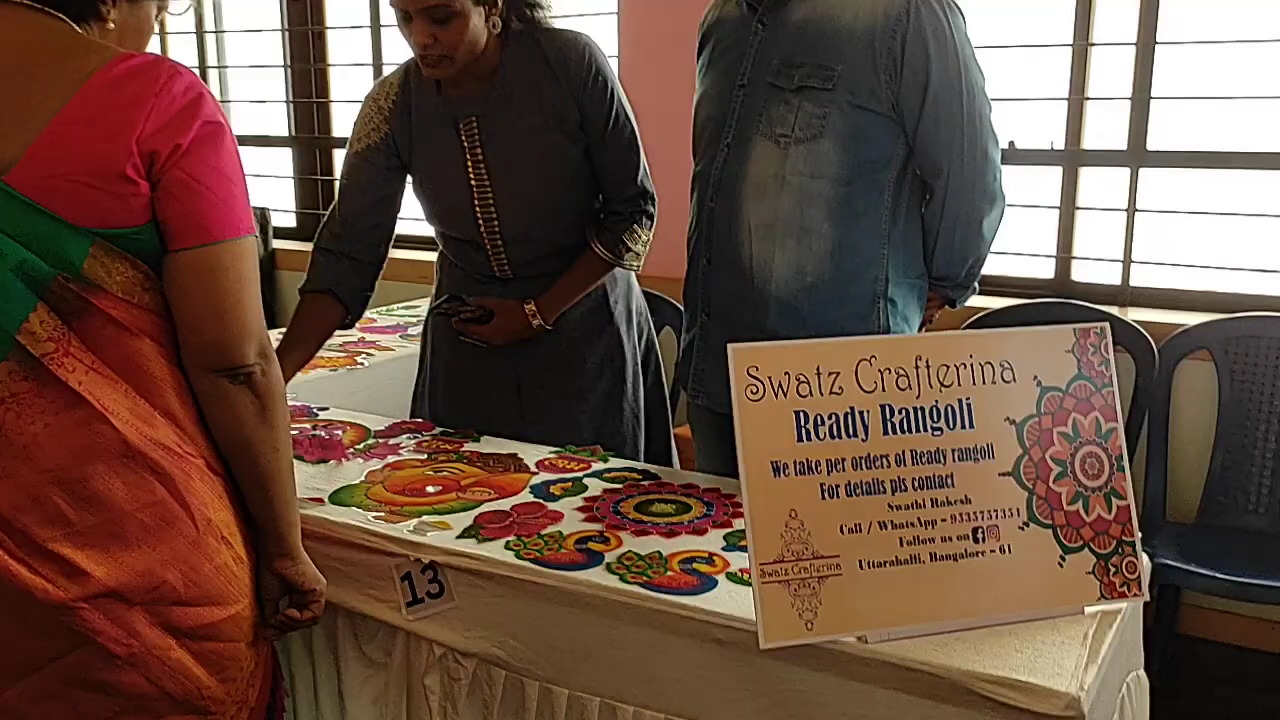 Swatz Crafterina
Ready Rangoli
We take per orders of Ready rangoli
For details pls contact
Swathi Rakesh
Call / WhatsApp - 9335757351
Follow us on
Uttarahalli, Bangalore - 61
Swatz Crafterina
13